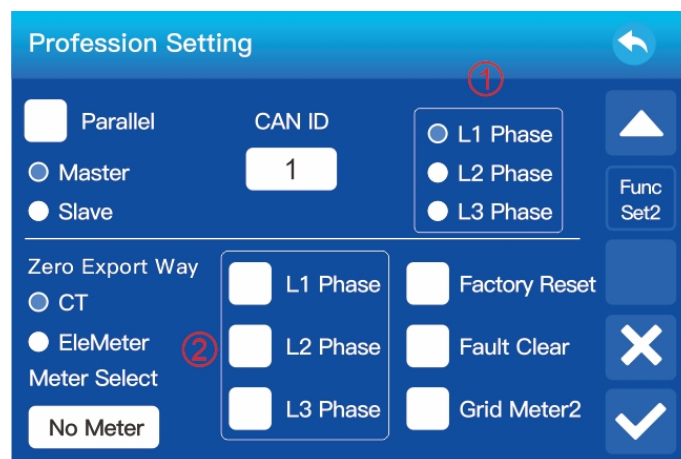 Profession Setting
①
Parallel
CAN ID
Master
1
Slave
L1 Phase
L2 Phase
L3 Phase
Func
Set2
Zero Export Way
CT
EleMeter
Meter Select
No Meter
②
L1 Phase
L2 Phase
L3 Phase
Factory Reset
Fault Clear
Grid Meter2